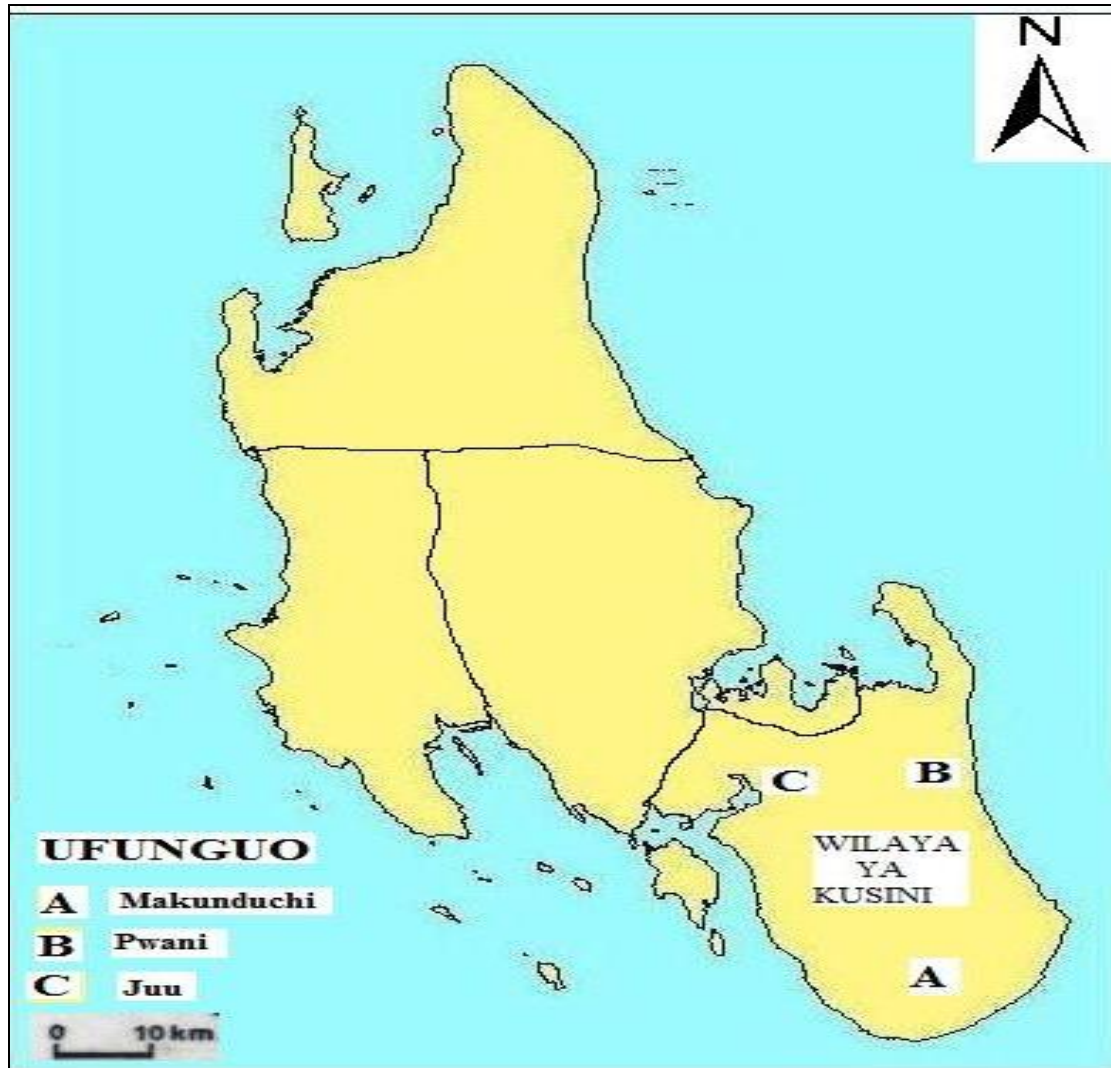 N
C
B
WILAYA
YA
KUSINI
A
UFUNGUO
A Makunduchi
B Pwani
C Juu
0 10 km